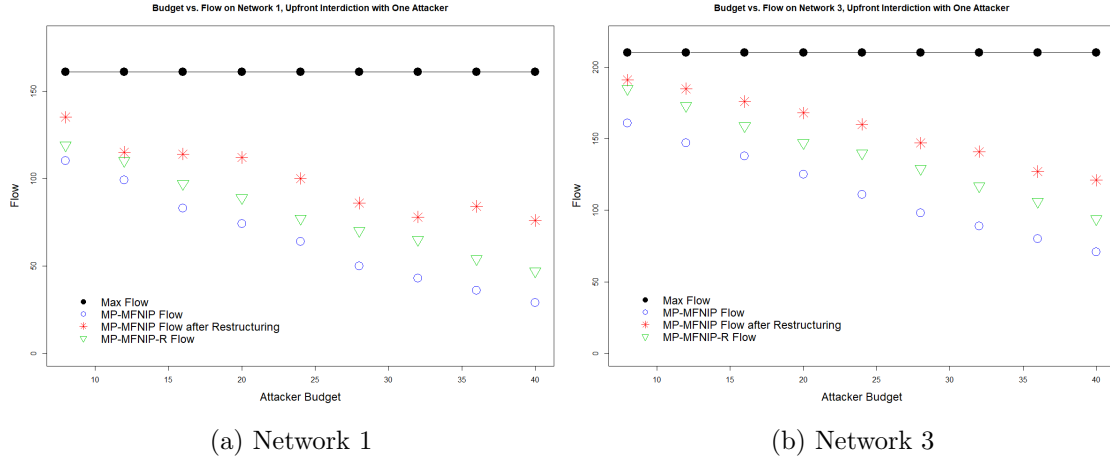 Budget vs. Flow on Network 1, Upfront Interdiction with One Attacker
150
100
50
0
Flow
Max Flow
MP-MFNIP Flow
MP-MFNIP Flow after Restructuring
MP-MFNIP-R Flow
10 15 20 25 30 35 40
Attacker Budget
(a) Network 1
Budget vs. Flow on Network 3, Upfront Interdiction with One Attacker
200
150
100
50
0
Flow
Max Flow
MP-MFNIP Flow
MP-MFNIP Flow after Restructuring
MP-MFNIP-R Flow
10 15 20 25 30 35 40
Attacker Budget
(b) Network 3